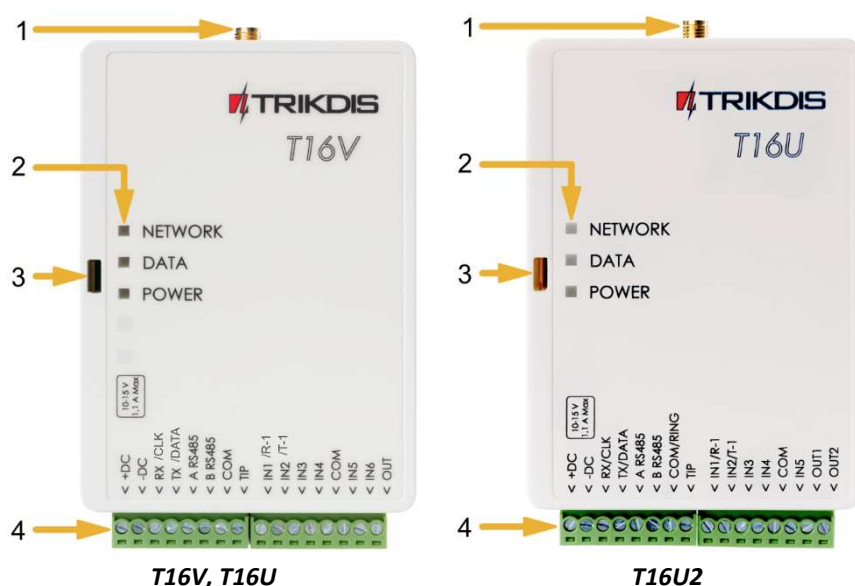 1
TRIKDIS
T16V
2
NETWORK
DATA
3
POWER
10-15 V
1,1 A Max
< +DC
< -DC
< RX /CLK
< TX /DATA
< A RS485
< B RS485
< COM
< TIP
< IN1 /R-1
< IN2 /T-1
< IN3
< IN4
< COM
< IN5
< IN6
< OUT
4
T16V, T16U
1
TRIKDIS
T16U
2
NETWORK
DATA
3
POWER
10-15 V
1,1 A Max
< +DC
< -DC
< RX/CLK
< TX/DATA
< A RS485
< B RS485
< COM/RING
< TIP
< IN1/R-1
< IN2/T-1
< IN3
< IN4
< COM
< IN5
< OUT1
< OUT2
4
T16U2